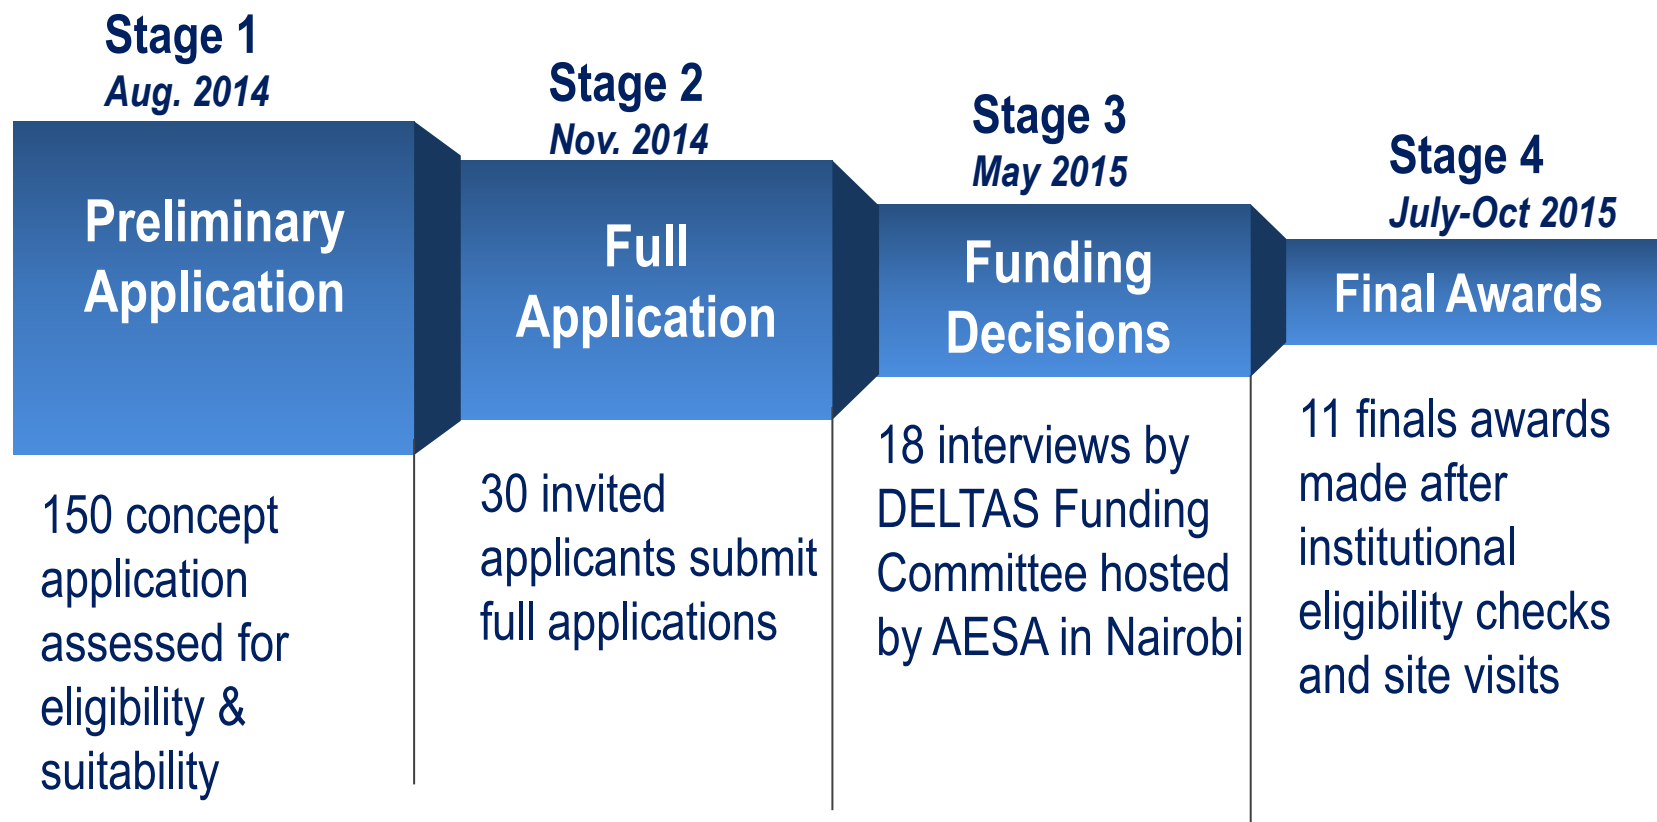 Stage 1
Aug. 2014
Preliminary
Application
150 concept
application
assessed for
eligibility &
suitability
Stage 2
Nov. 2014
Full
Application
30 invited
applicants submit
full applications
Stage 3
May 2015
Funding
Decisions
18 interviews by
DELTAS Funding
Committee hosted
by AESA in Nairobi
Stage 4
July-Oct 2015
Final Awards
11 finals awards
made after
institutional
eligibility checks
and site visits